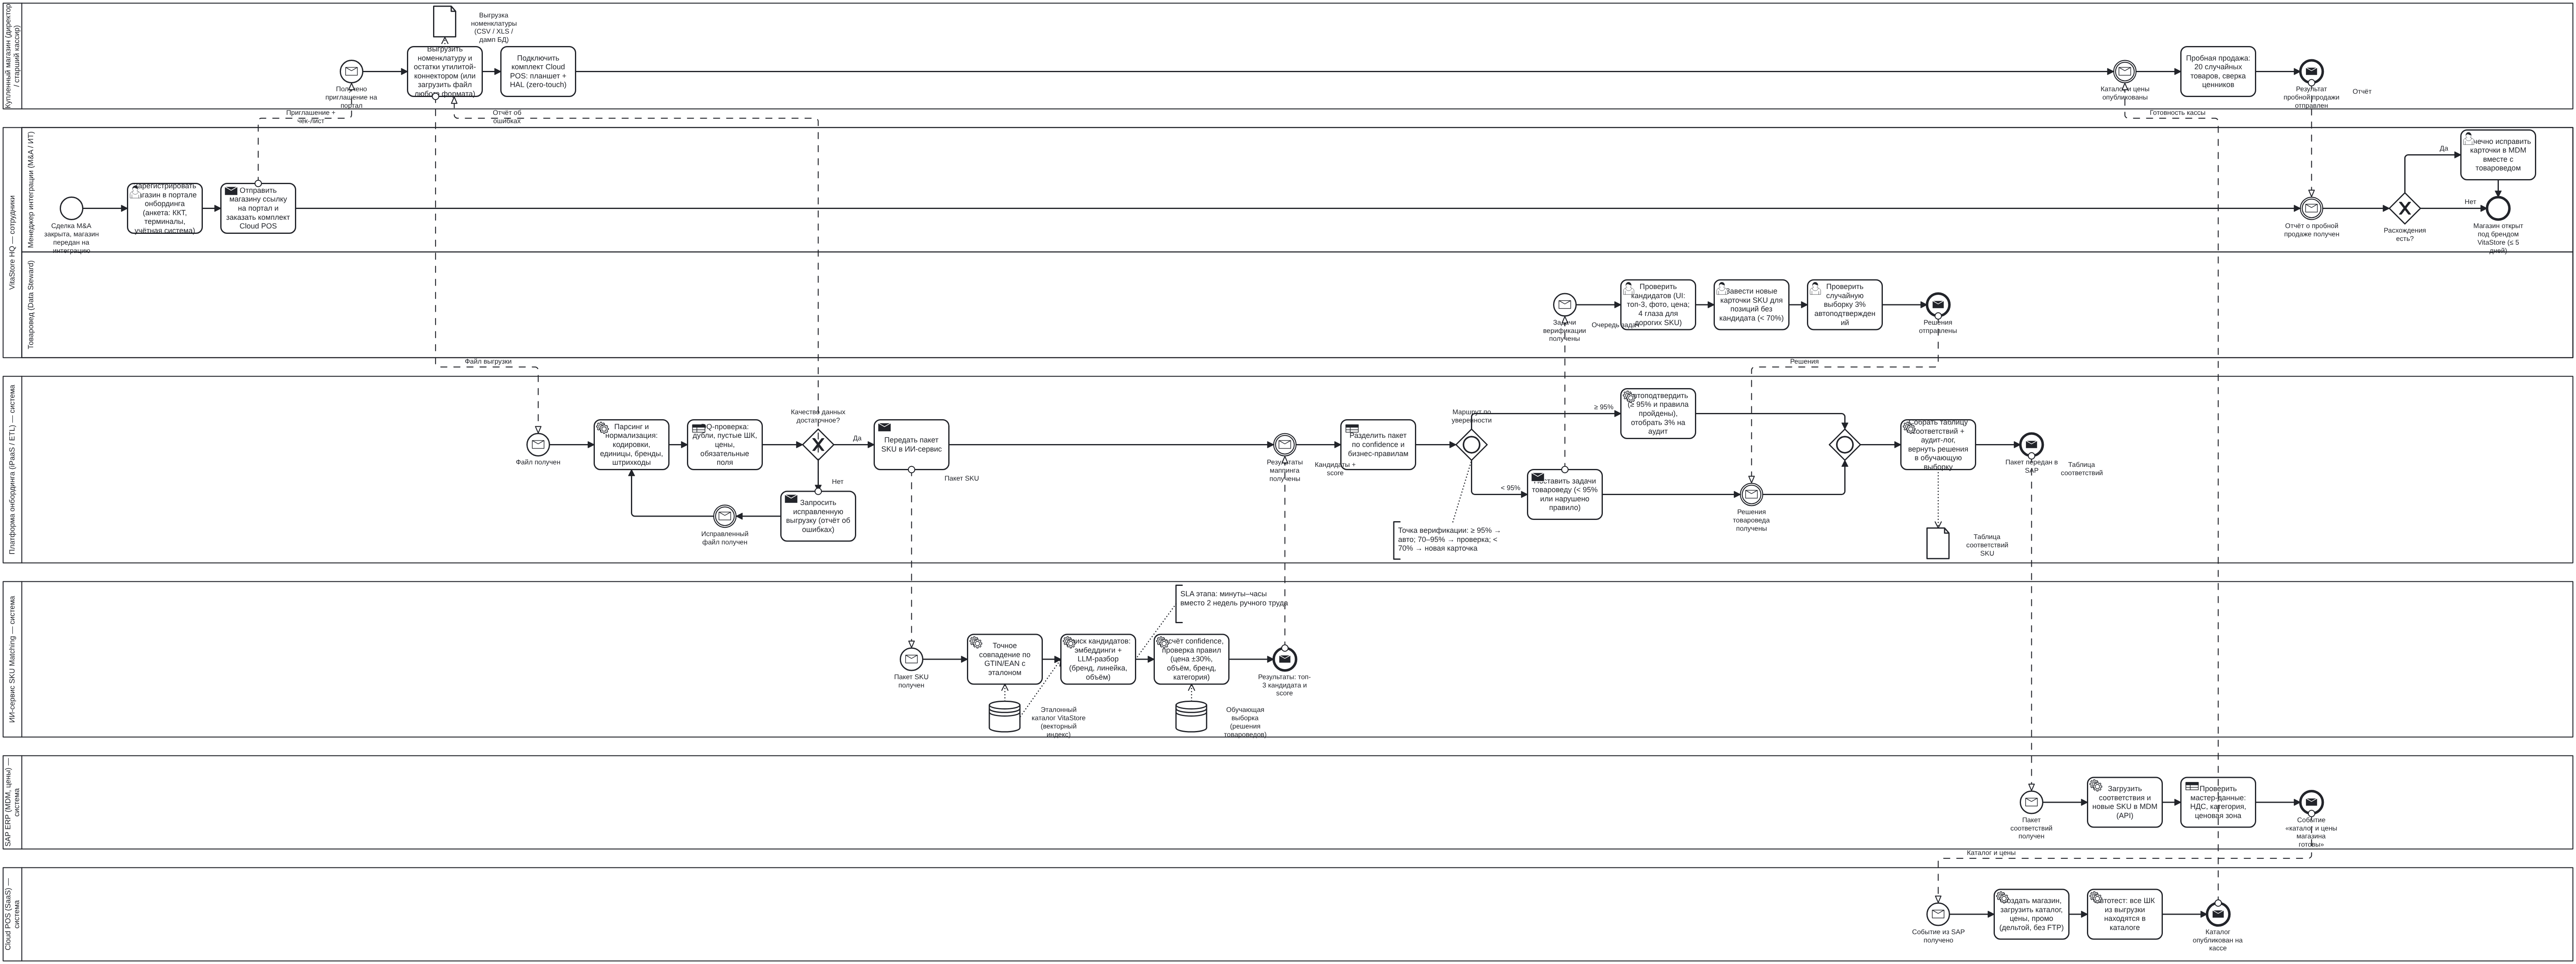 Купленный магазин (директор
/ старший кассир)
Выгрузка
номенклатуры
(CSV / XLS /
дамп БД)
Получено
приглашение на
портал
Выгрузить
номенклатуру и
остатки утилитой-
коннектором (или
загрузить файл
любого формата)
Подключить
комплект Cloud
POS: планшет +
HAL (zero-touch)
Каталог и цены
опубликованы
Пробная продажа:
20 случайных
товаров, сверка
ценников
Результат
пробной продажи
отправлен
Отчёт
Приглашение +
чек-лист
Отчёт об
ошибках
Готовность кассы
VitaStore HQ — сотрудники
Менеджер интеграции (M&A / ИТ)
Сделка M&A
закрыта, магазин
передан на
интеграцию
Зарегистрировать
магазин в портале
онбординга
(анкета: ККТ,
терминалы,
учётная система)
Отправить
магазину ссылку
на портал и
заказать комплект
Cloud POS
Отчёт о пробной
продаже получен
Расхождения
есть?
Да
Нет
Точечно исправить
карточки в MDM
вместе с
товароведом
Магазин открыт
под брендом
VitaStore (≤ 5
дней)
Товаровед (Data Steward)
Задачи
верификации
получены
Очередь задач
Проверить
кандидатов (UI:
топ-3, фото, цена;
4 глаза для
дорогих SKU)
Завести новые
карточки SKU для
позиций без
кандидата (< 70%)
Проверить
случайную
выборку 3%
автоподтвержден
ий
Решения
отправлены
Файл выгрузки
Решения
Платформа онбординга (iPaaS / ETL) — система
Файл получен
Парсинг и
нормализация:
кодировки,
единицы, бренды,
штрихкоды
DQ-проверка:
дубли, пустые ШК,
цены,
обязательные
поля
Качество данных
достаточное?
Да
Нет
Передать пакет
SKU в ИИ-сервис
Пакет SKU
Запросить
исправленную
выгрузку (отчёт об
ошибках)
Исправленный
файл получен
Результаты
маппинга
получены
Кандидаты +
score
Разделить пакет
по confidence и
бизнес-правилам
Маршрут по
уверенности
≥ 95%
< 95%
Автоподтвердить
(≥ 95% и правила
пройдены),
отобрать 3% на
аудит
Поставить задачи
товароведу (< 95%
или нарушено
правило)
Точка верификации: ≥ 95% →
авто; 70–95% → проверка; <
70% → новая карточка
Решения
товароведа
получены
Собрать таблицу
соответствий +
аудит-лог,
вернуть решения
в обучающую
выборку
Пакет передан в
SAP
Таблица
соответствий
Таблица
соответствий
SKU
ИИ-сервис SKU Matching — система
SLA этапа: минуты–часы
вместо 2 недель ручного труда
Пакет SKU
получен
Точное
совпадение по
GTIN/EAN с
эталоном
Поиск кандидатов:
эмбеддинги +
LLM-разбор
(бренд, линейка,
объём)
Расчёт confidence,
проверка правил
(цена ±30%,
объём, бренд,
категория)
Результаты: топ-
3 кандидата и
score
Эталонный
каталог VitaStore
(векторный
индекс)
Обучающая
выборка
(решения
товароведов)
SAP ERP (MDM, цены) —
система
Пакет
соответствий
получен
Загрузить
соответствия и
новые SKU в MDM
(API)
Проверить
мастер-данные:
НДС, категория,
ценовая зона
Событие
«каталог и цены
магазина
готовы»
Каталог и цены
Cloud POS (SaaS) —
система
Событие из SAP
получено
Создать магазин,
загрузить каталог,
цены, промо
(дельтой, без FTP)
Автотест: все ШК
из выгрузки
находятся в
каталоге
Каталог
опубликован на
кассе